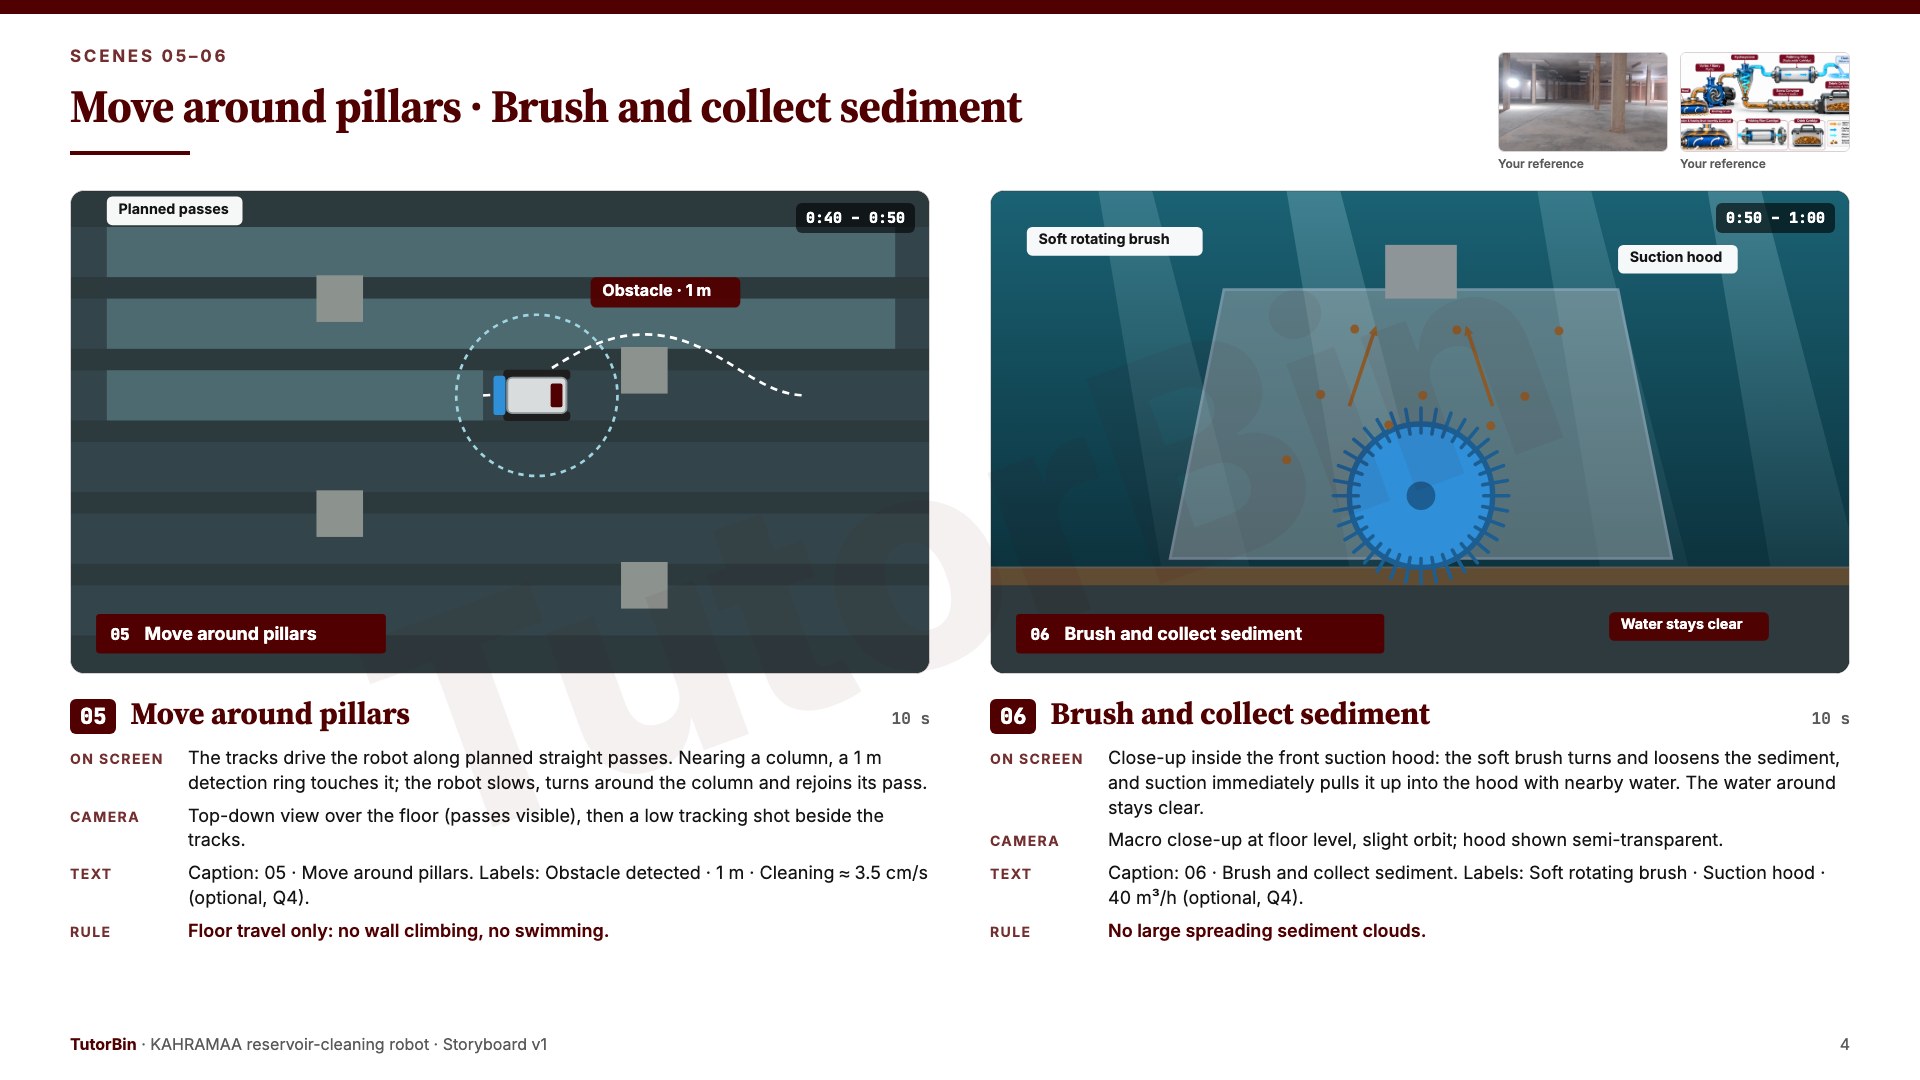 SCENES 05–06
Move around pillars · Brush and collect sediment
Your reference
Your reference
Planned passes
0:40 – 0:50
Obstacle · 1 m
05 Move around pillars
0:50 – 1:00
Soft rotating brush
Suction hood
06 Brush and collect sediment
Water stays clear
TutorBin
05 Move around pillars
10 s
ON SCREEN
The tracks drive the robot along planned straight passes. Nearing a column, a 1 m
detection ring touches it; the robot slows, turns around the column and rejoins its pass.
CAMERA
Top-down view over the floor (passes visible), then a low tracking shot beside the
tracks.
TEXT
Caption: 05 · Move around pillars. Labels: Obstacle detected · 1 m · Cleaning ≈ 3.5 cm/s
(optional, Q4).
RULE
Floor travel only: no wall climbing, no swimming.
06 Brush and collect sediment
10 s
ON SCREEN
Close-up inside the front suction hood: the soft brush turns and loosens the sediment,
and suction immediately pulls it up into the hood with nearby water. The water around
stays clear.
CAMERA
Macro close-up at floor level, slight orbit; hood shown semi-transparent.
TEXT
Caption: 06 · Brush and collect sediment. Labels: Soft rotating brush · Suction hood ·
40 m³/h (optional, Q4).
RULE
No large spreading sediment clouds.
TutorBin · KAHRAMAA reservoir-cleaning robot · Storyboard v1
4